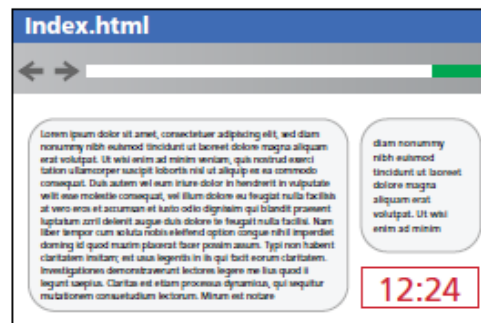 Index.html
Lorem ipsum dolor sit amet, consectetuer adipiscing elit, sed diam
nonummy nibh euismod tincidunt ut laoreet dolore magna aliquam
erat volutpat. Ut wisi enim ad minim veniam, quis nostrud exerci
tation ullamcorper suscipit lobortis nisl ut aliquip ex ea commodo
consequat. Duis autem vel eum iriure dolor in hendrerit in vulputate
velit esse molestie consequat, vel illum dolore eu feugiat nulla facilisis
at vero eros et accumsan et iusto odio dignissim qui blandit praesent
luptatum zzril delenit augue duis dolore te feugait nulla facilisi. Nam
liber tempor cum soluta nobis eleifend option congue nihil imperdiet
doming id quod mazim placerat facer possim assum. Typi non habent
claritatem insitam; est usus legentis in iis qui facit eorum claritatem.
Investigationes demonstraverunt lectores legere me lius quod ii
legunt saepius. Claritas est etiam processus dynamicus, qui sequitur
mutationem consuetudium lectorum. Mirum est notare
diam nonummy
nibh euismod
tincidunt ut laoreet
dolore magna
aliquam erat
volutpat. Ut wisi
enim ad minim
12:24